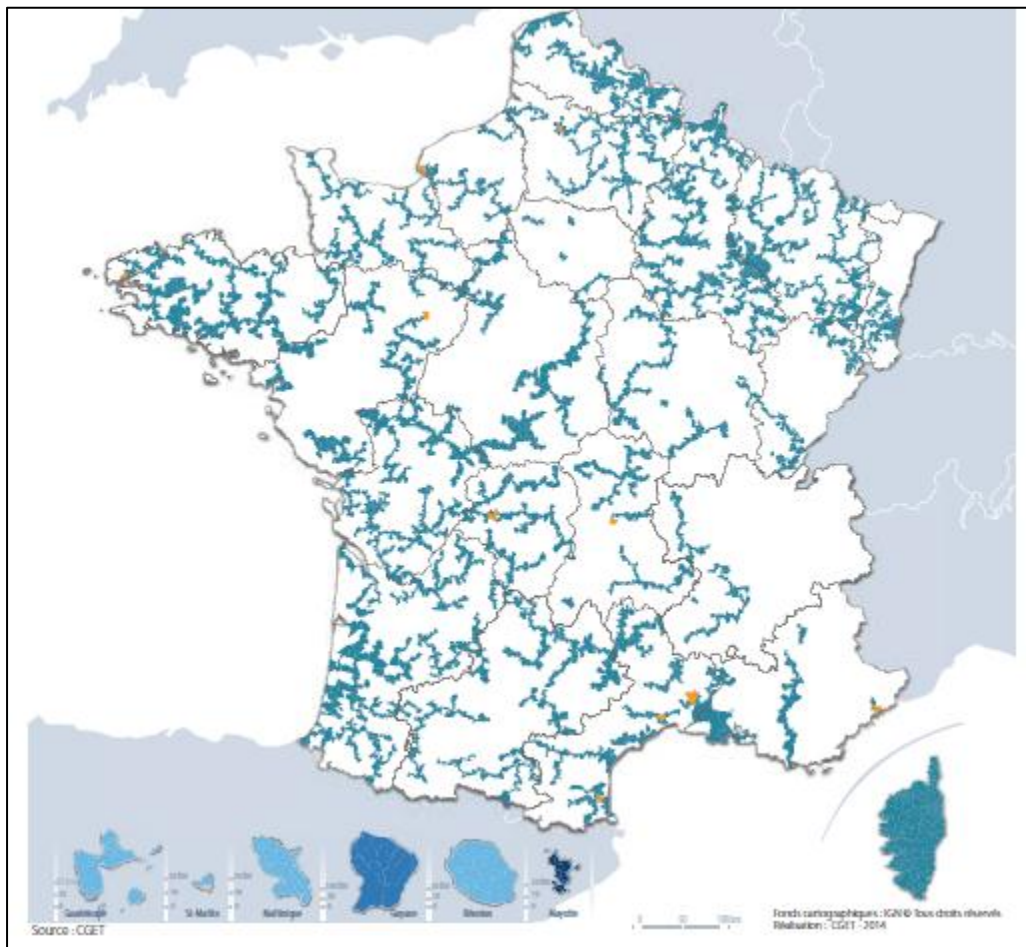 Guadeloupe
St-Martin
Martinique
Guyane
Réunion
Mayotte
Source : CGET
Fonds cartographiques : IGN © Tous droits réservés
Réalisation : CGET - 2014